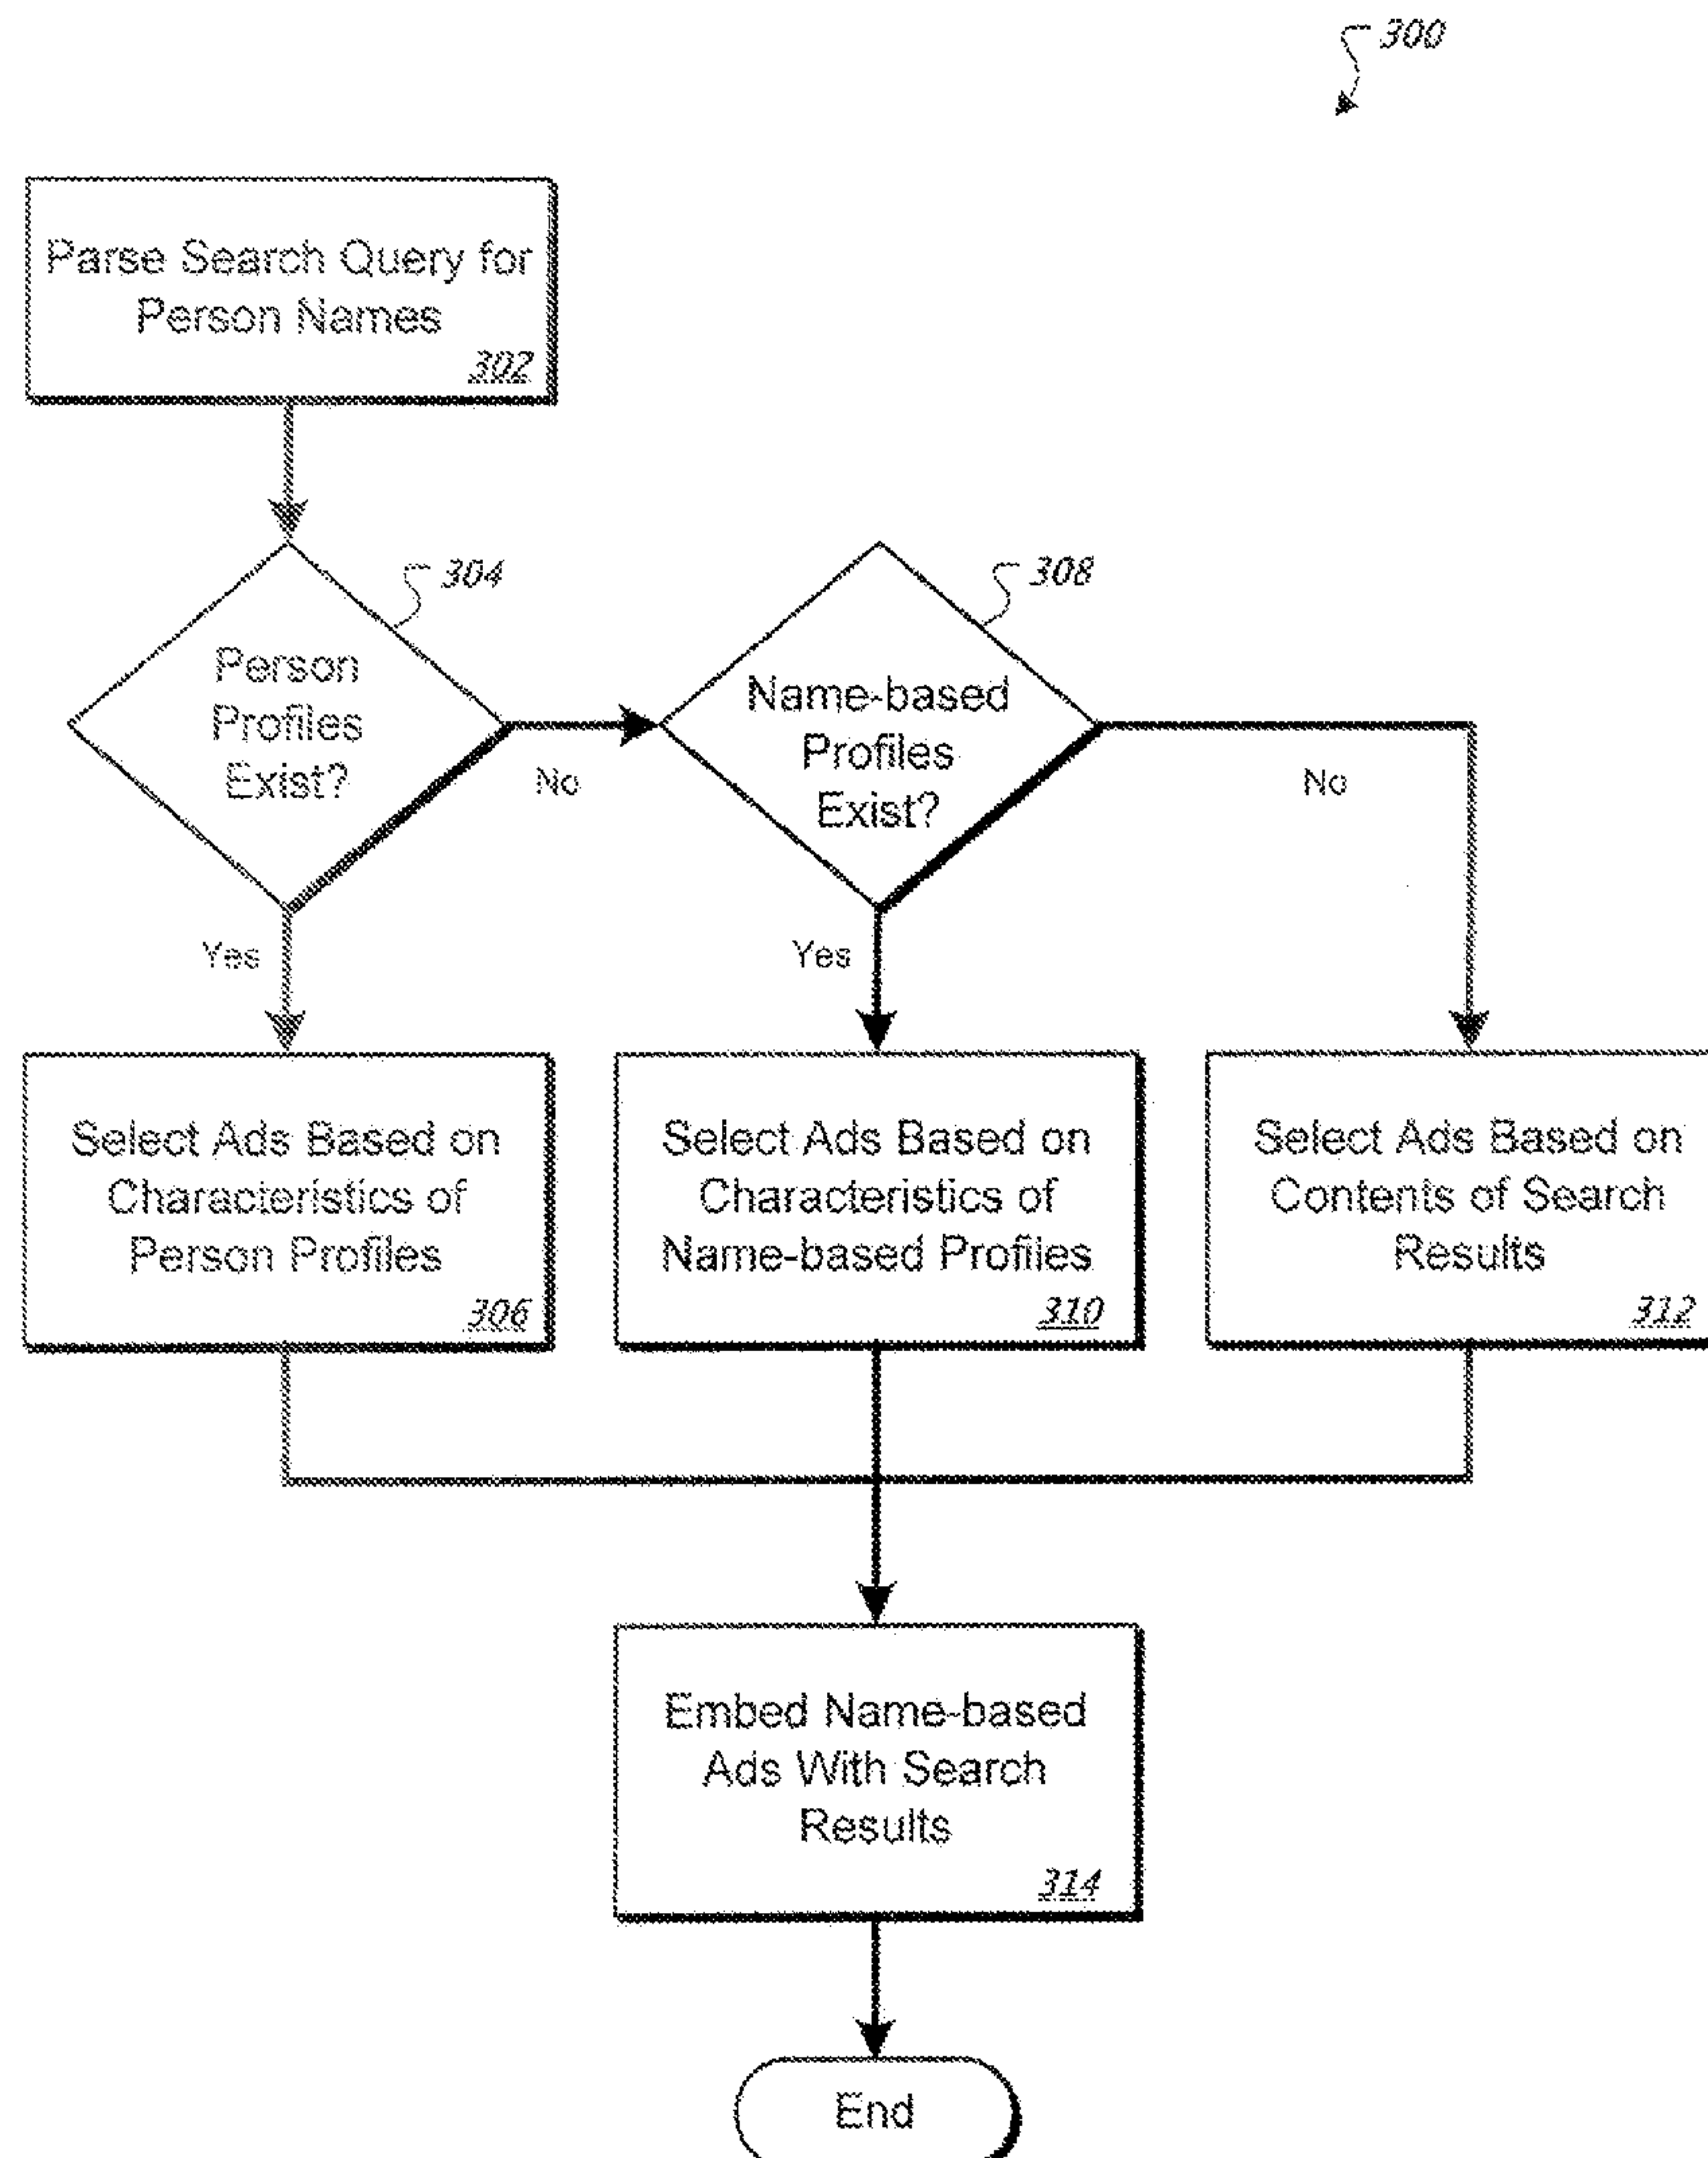 300
Parse Search Query for
Person Names
302
304
Person
Profiles
Exist?
No
Yes
308
Name-based
Profiles
Exist?
No
Yes
Select Ads Based on
Characteristics of
Person Profiles
306
Select Ads Based on
Characteristics of
Name-based Profiles
310
Select Ads Based on
Contents of Search
Results
312
Embed Name-based
Ads With Search
Results
314
End